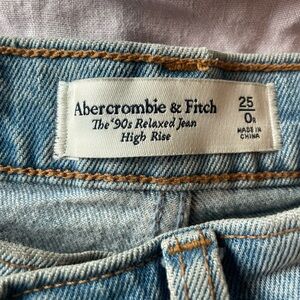 Abercrombie & Fitch
The '90s Relaxed Jean
High Rise
25
0R
MADE IN
CHINA